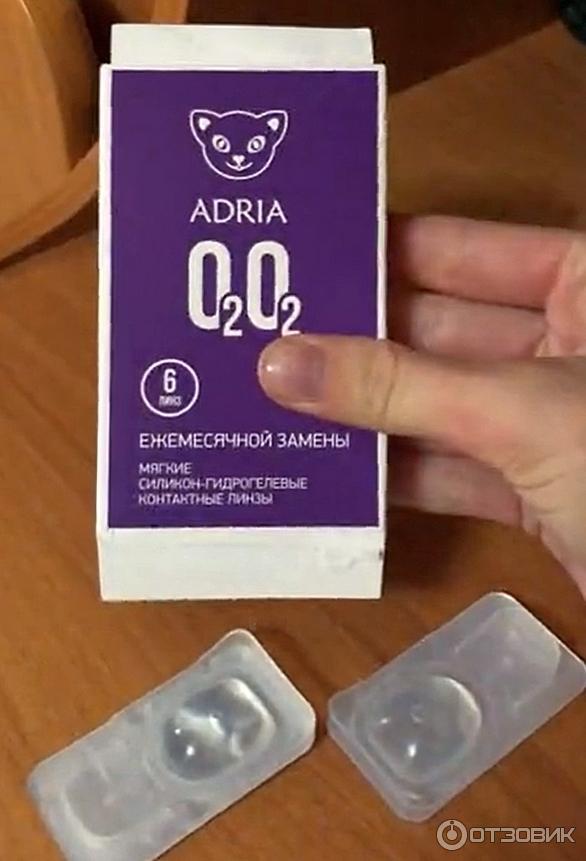 ADRIA
O2O2
6
ЛИНЗ
ЕЖЕМЕСЯЧНОЙ ЗАМЕНЫ
МЯГКИЕ
СИЛИКОН-ГИДРОГЕЛЕВЫЕ
КОНТАКТНЫЕ ЛИНЗЫ
ОТЗОВИК